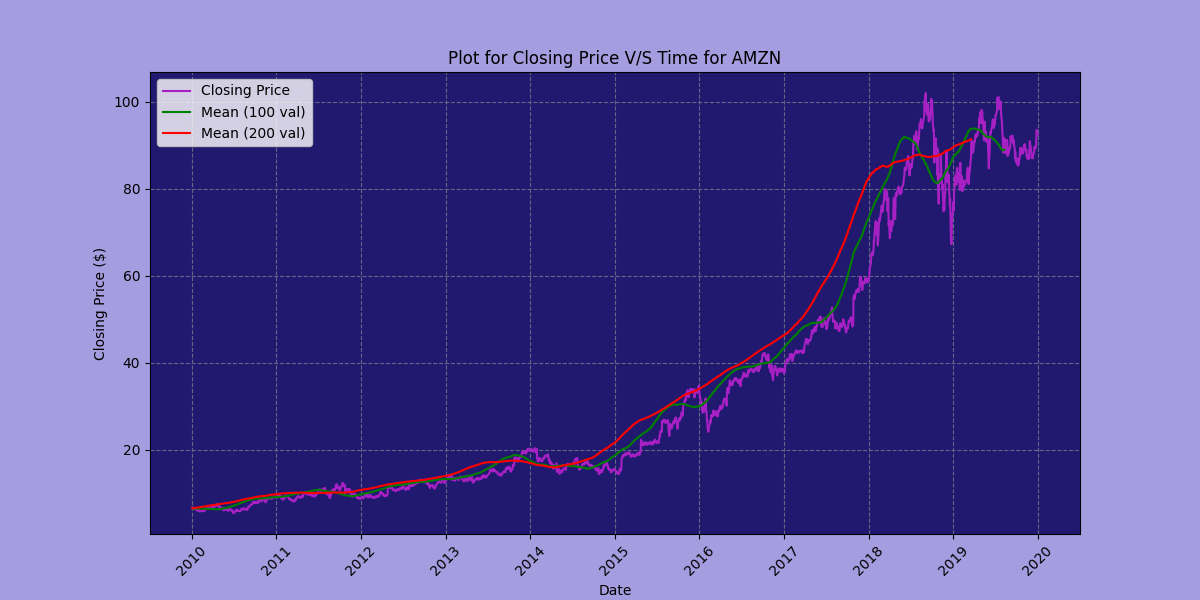 Plot for Closing Price V/S Time for AMZN
Closing Price
Mean (100 val)
Mean (200 val)
100
80
60
40
20
Closing Price ($)
2010
2011
2012
2013
2014
2015
2016
2017
2018
2019
2020
Date